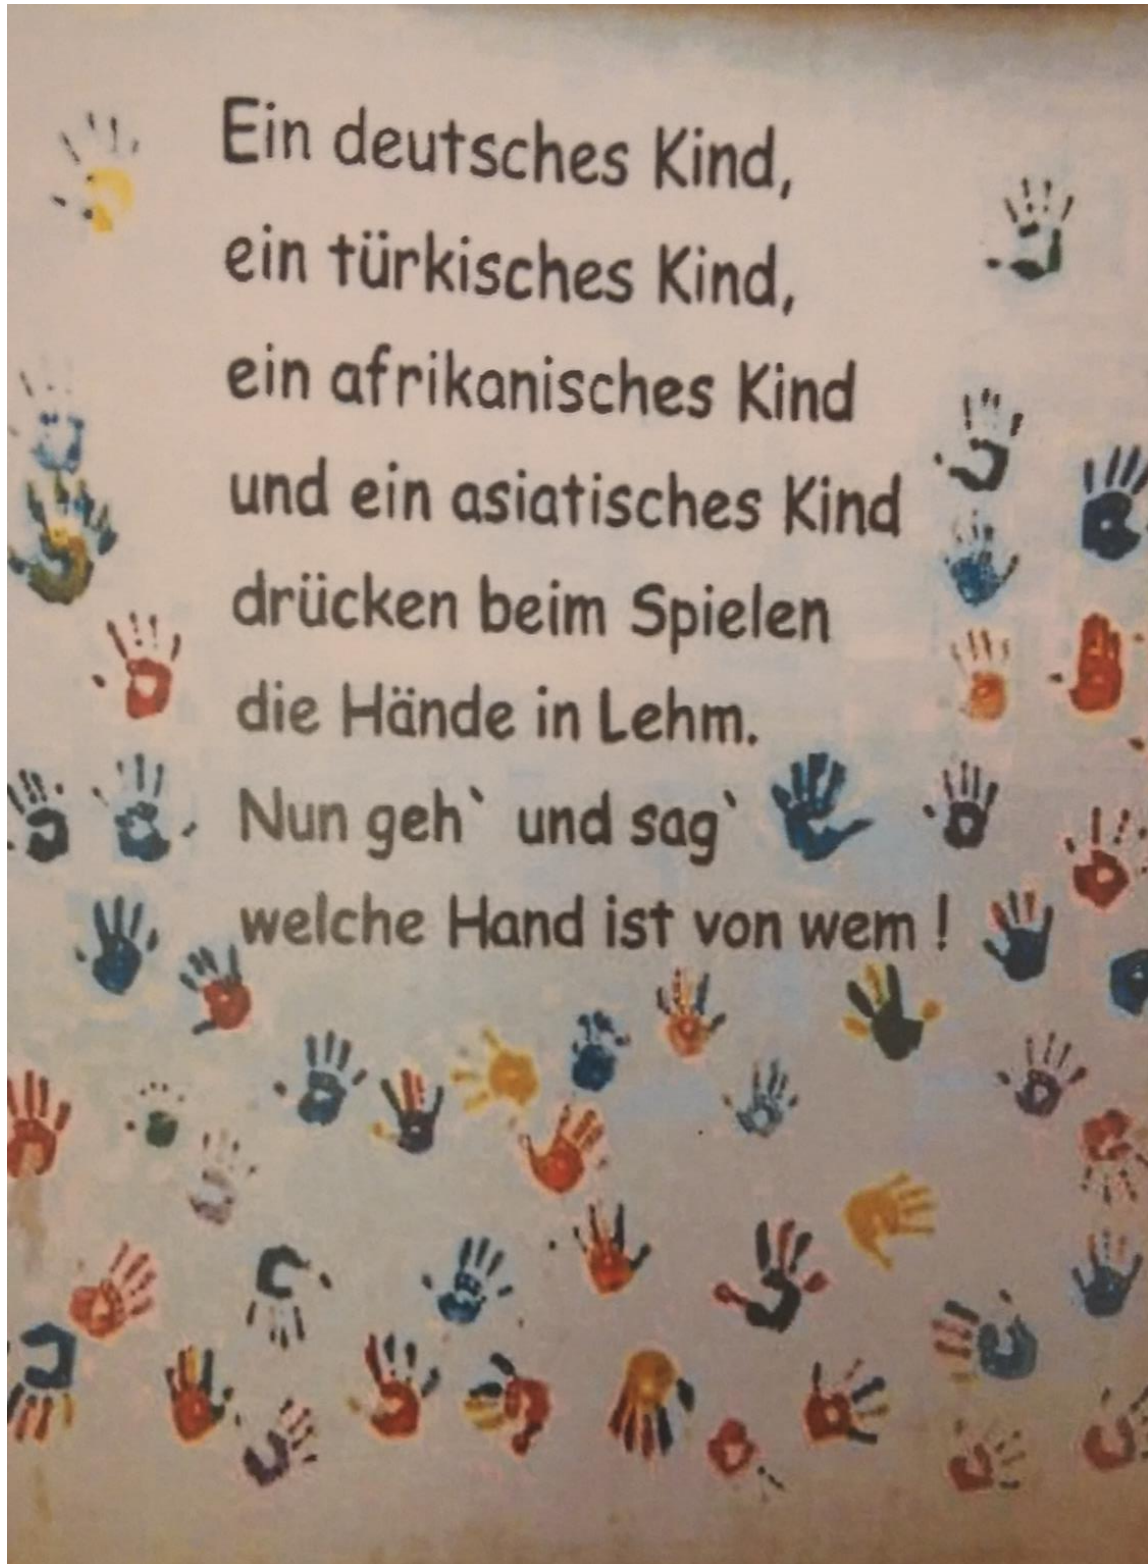 Ein deutsches Kind,
ein türkisches Kind,
ein afrikanisches Kind
und ein asiatisches Kind
drücken beim Spielen
die Hände in Lehm.
Nun geh` und sag`
welche Hand ist von wem !